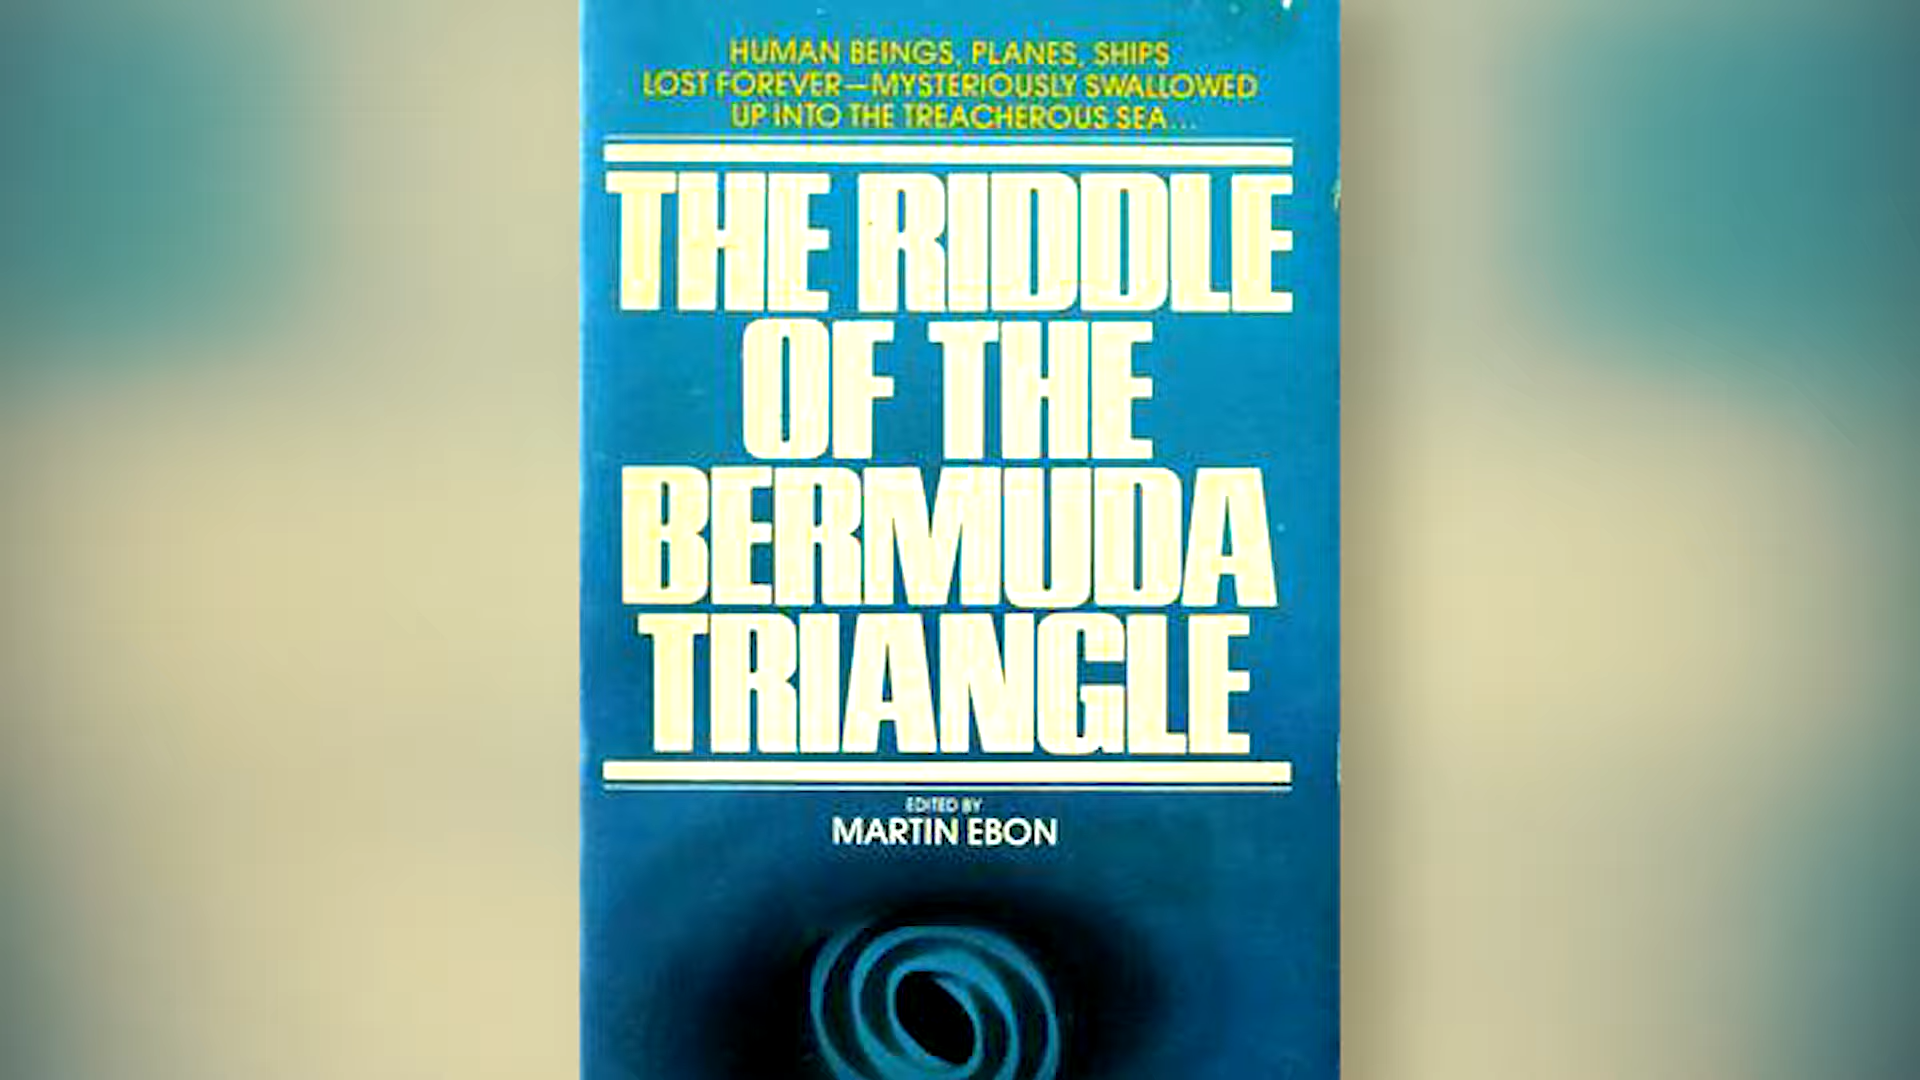 HUMAN BEINGS, PLANES, SHIPS
LOST FOREVER—MYSTERIOUSLY SWALLOWED
UP INTO THE TREACHEROUS SEA...
THE RIDDLE
OF THE
BERMUDA
TRIANGLE
EDITED BY
MARTIN EBON